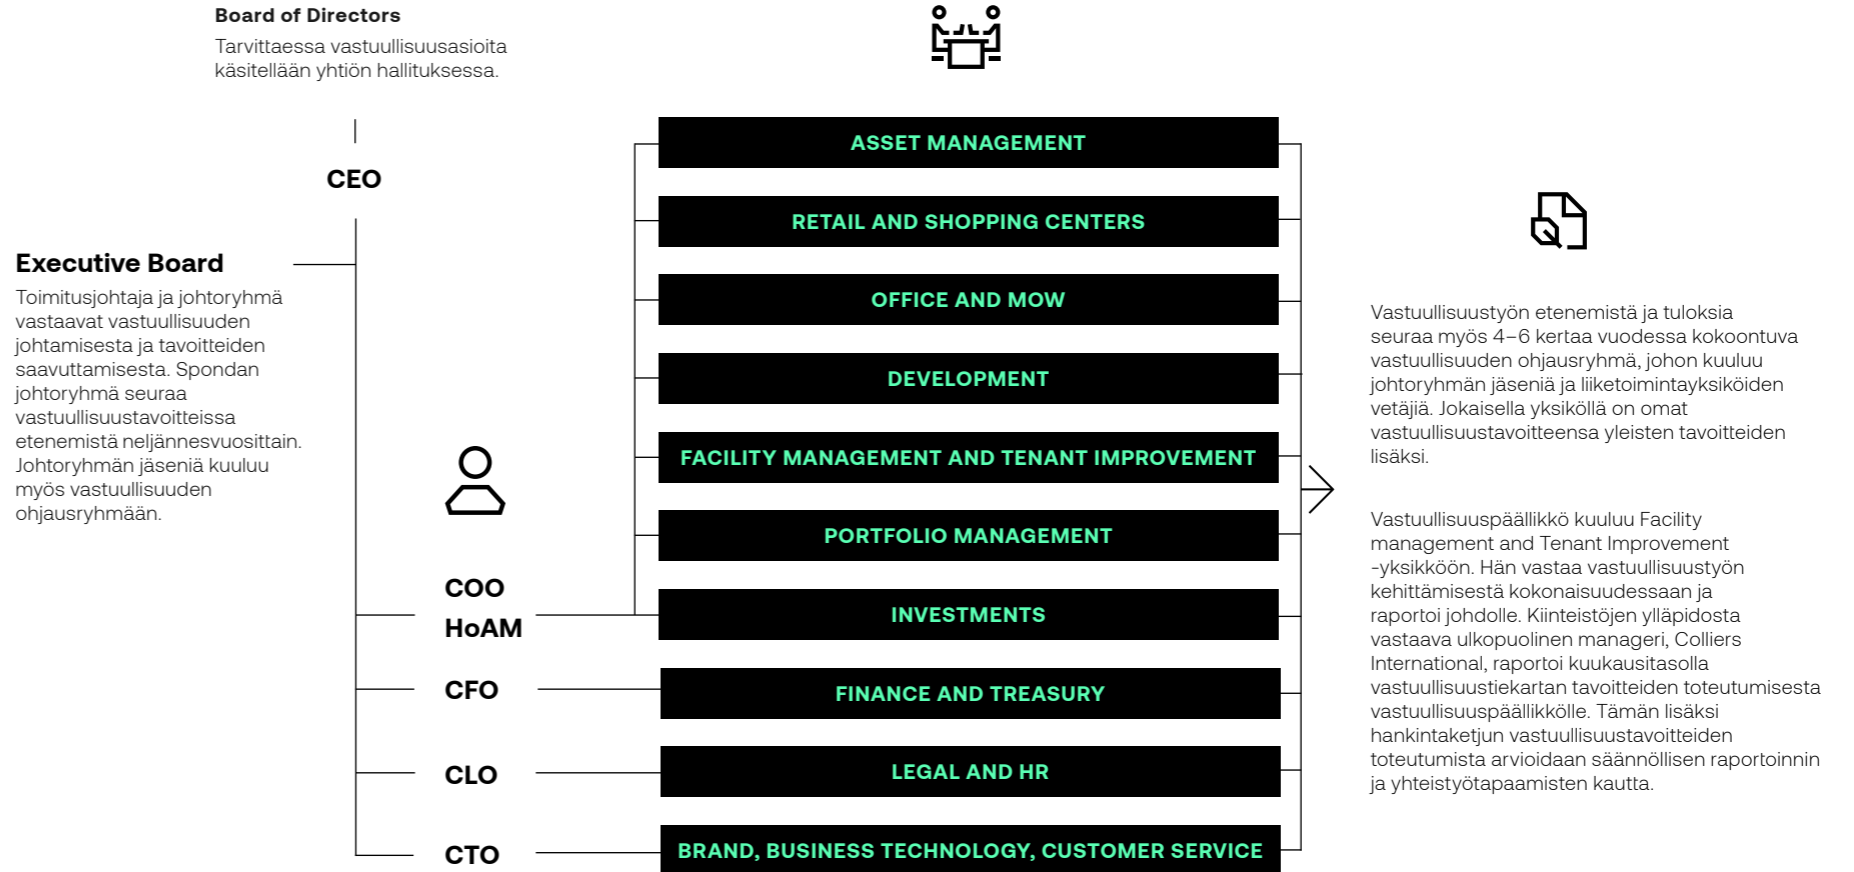 Board of Directors
Tarvittaessa vastuullisuusasioita
käsitellään yhtiön hallituksessa.
CEO
Executive Board
Toimitusjohtaja ja johtoryhmä
vastaavat vastuullisuuden
johtamisesta ja tavoitteiden
saavuttamisesta. Spondan
johtoryhmä seuraa
vastuullisuustavoitteissa
etenemistä neljännesvuosittain.
Johtoryhmän jäseniä kuuluu
myös vastuullisuuden
ohjausryhmään.
COO
HoAM
CFO
CLO
CTO
ASSET MANAGEMENT
RETAIL AND SHOPPING CENTERS
OFFICE AND MOW
DEVELOPMENT
FACILITY MANAGEMENT AND TENANT IMPROVEMENT
PORTFOLIO MANAGEMENT
INVESTMENTS
FINANCE AND TREASURY
LEGAL AND HR
BRAND, BUSINESS TECHNOLOGY, CUSTOMER SERVICE
Vastuullisuustyön etenemistä ja tuloksia
seuraa myös 4–6 kertaa vuodessa kokoontuva
vastuullisuuden ohjausryhmä, johon kuuluu
johtoryhmän jäseniä ja liiketoimintayksiköiden
vetäjiä. Jokaisella yksiköllä on omat
vastuullisuustavoitteensa yleisten tavoitteiden
lisäksi.
Vastuullisuuspäällikkö kuuluu Facility
management and Tenant Improvement
-yksikköön. Hän vastaa vastuullisuustyön
kehittämisestä kokonaisuudessaan ja
raportoi johdolle. Kiinteistöjen ylläpidosta
vastaava ulkopuolinen manageri, Colliers
International, raportoi kuukausitasolla
vastuullisuustiekartan tavoitteiden toteutumisesta
vastuullisuuspäällikkölle. Tämän lisäksi
hankintaketjun vastuullisuustavoitteiden
toteutumista arvioidaan säännöllisen raportoinnin
ja yhteistyötapaamisten kautta.